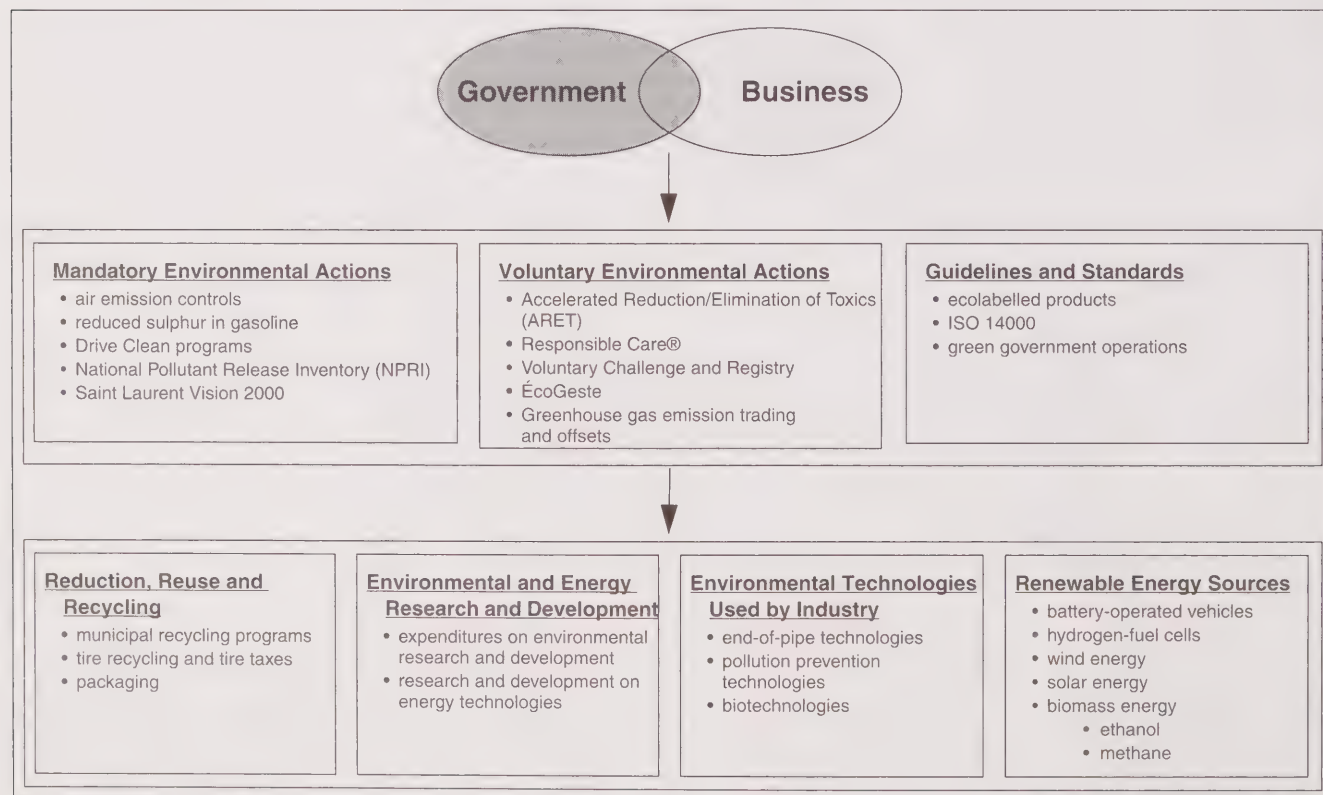 Government
Business
Mandatory Environmental Actions
• air emission controls
• reduced sulphur in gasoline
• Drive Clean programs
• National Pollutant Release Inventory (NPRI)
• Saint Laurent Vision 2000
Voluntary Environmental Actions
• Accelerated Reduction/Elimination of Toxics
(ARET)
• Responsible Care®
• Voluntary Challenge and Registry
• ÉcoGeste
• Greenhouse gas emission trading
and offsets
Guidelines and Standards
• ecolabelled products
• ISO 14000
• green government operations
Reduction, Reuse and
Recycling
• municipal recycling programs
• tire recycling and tire taxes
• packaging
Environmental and Energy
Research and Development
• expenditures on environmental
research and development
• research and development on
energy technologies
Environmental Technologies
Used by Industry
• end-of-pipe technologies
• pollution prevention
technologies
• biotechnologies
Renewable Energy Sources
• battery-operated vehicles
• hydrogen-fuel cells
• wind energy
• solar energy
• biomass energy
• ethanol
• methane